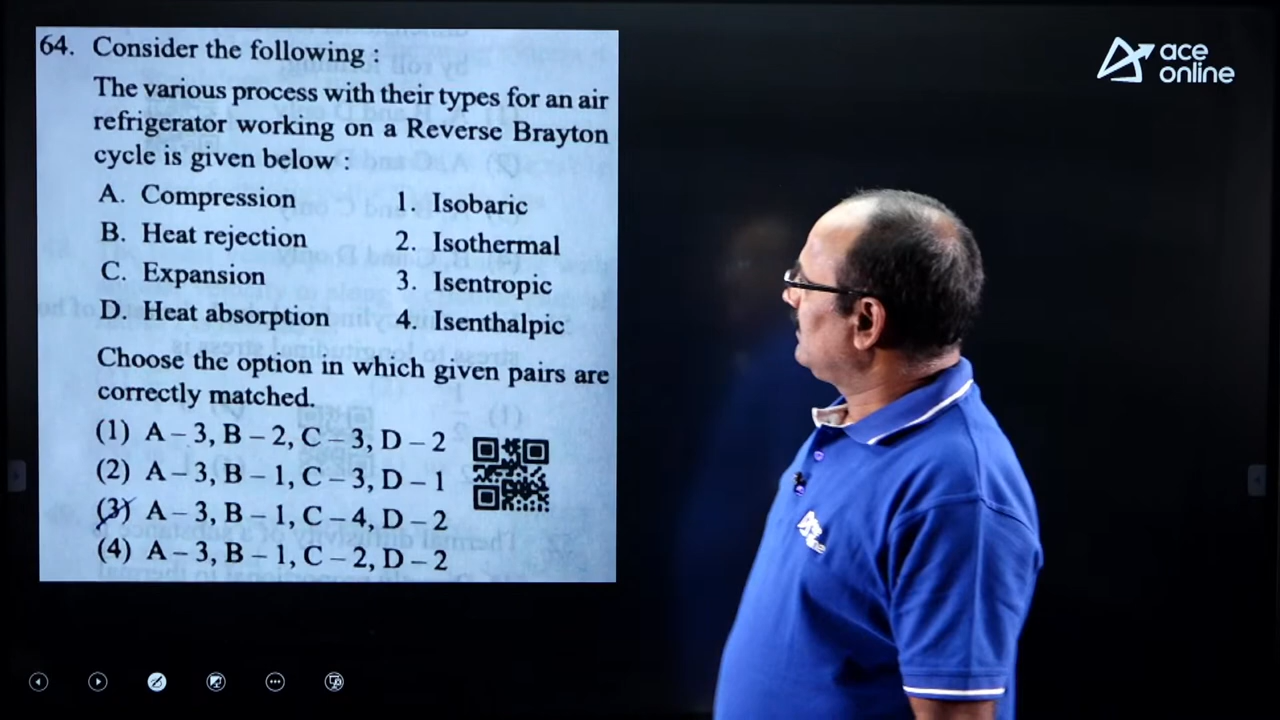 64. Consider the following :
The various process with their types for an air
refrigerator working on a Reverse Brayton
cycle is given below :
A. Compression 1. Isobaric
B. Heat rejection 2. Isothermal
C. Expansion 3. Isentropic
D. Heat absorption 4. Isenthalpic
Choose the option in which given pairs are
correctly matched.
(1) A – 3, B – 2, C – 3, D – 2
(2) A – 3, B – 1, C – 3, D – 1
(3) A – 3, B – 1, C – 4, D – 2
(4) A – 3, B – 1, C – 2, D – 2
ace
online